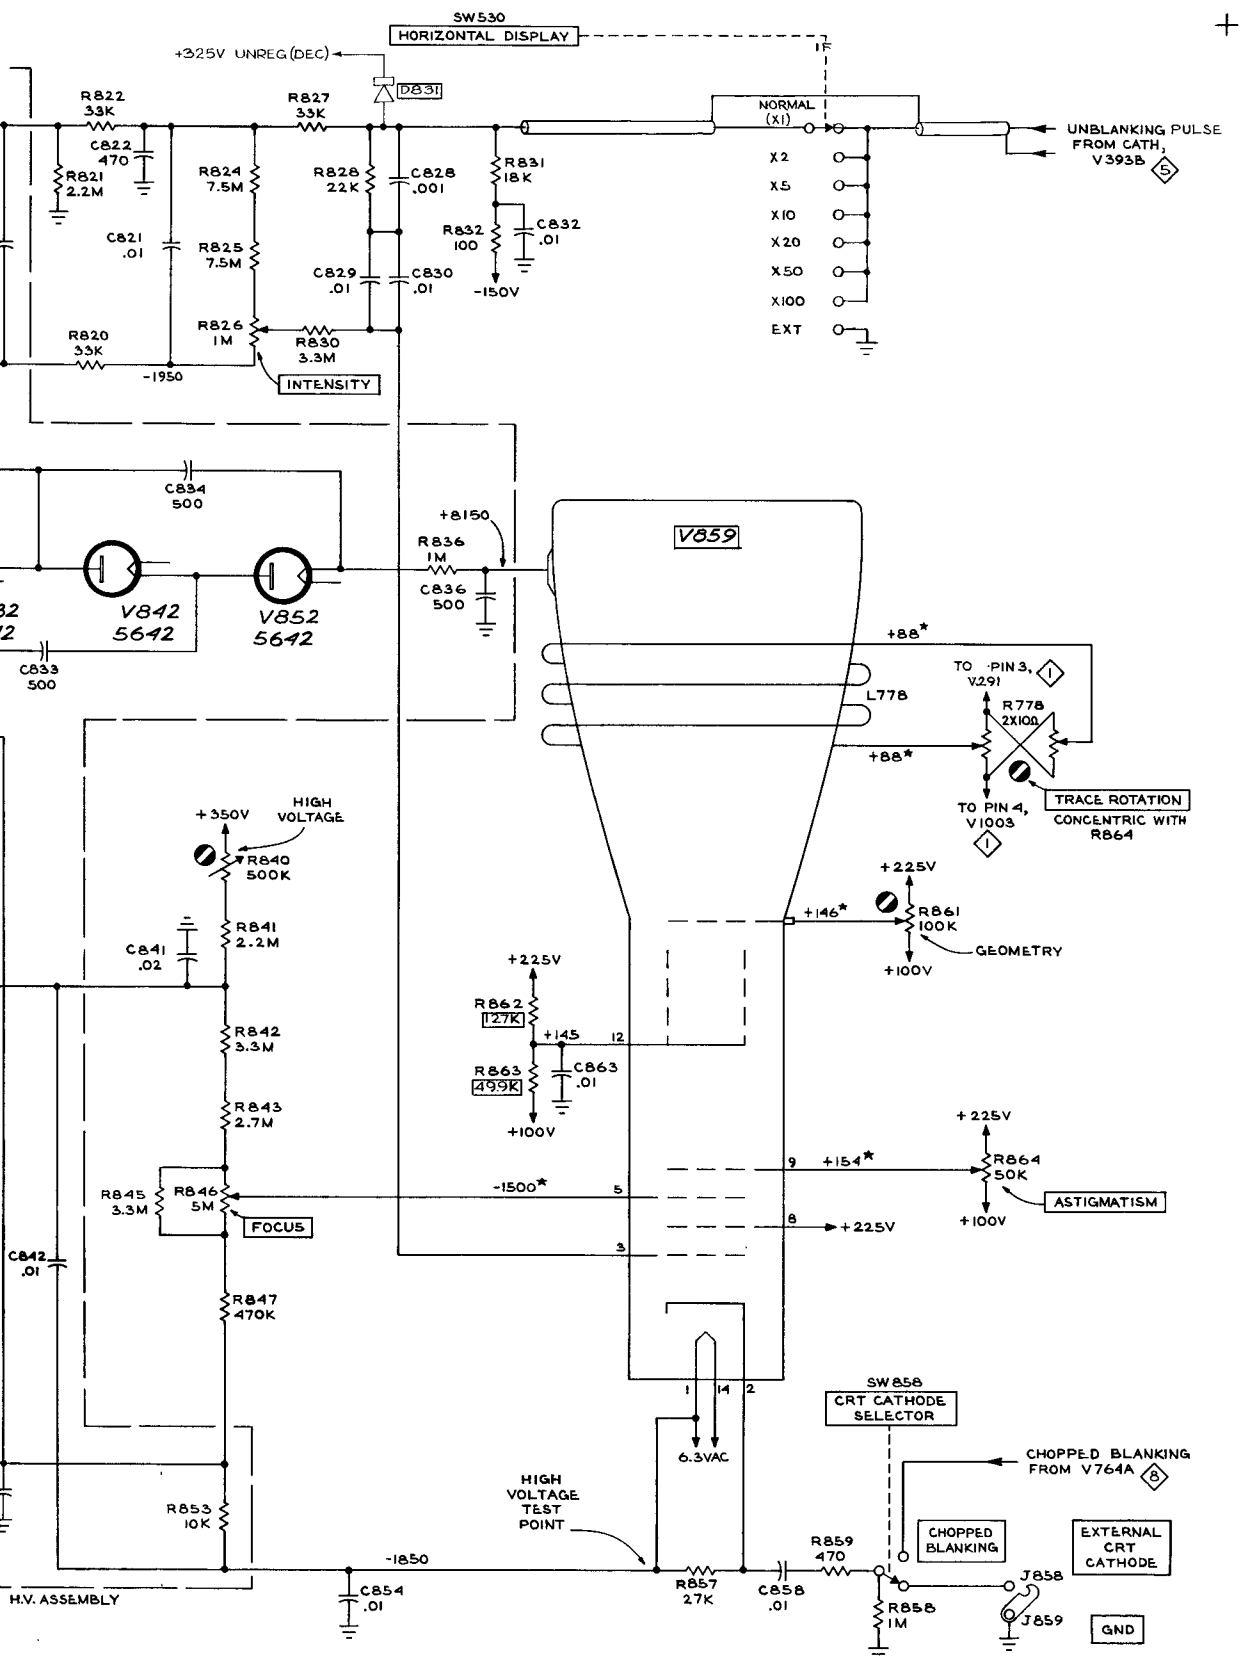 SW530
HORIZONTAL DISPLAY
1F
+325V UNREG (DEC)
D831
R822
33K
R827
33K
NORMAL
(X1)
UNBLANKING PULSE
FROM CATH,
V393B
5
C822
470
R821
2.2M
R824
7.5M
R828
22K
C828
.001
R831
18K
X2
X5
X10
X20
X50
X100
EXT
C821
.01
R825
7.5M
R832
100
C832
.01
C829
.01
C830
.01
-150V
R826
1M
R820
33K
R830
3.3M
-1950
INTENSITY
C834
500
+8150
V859
R836
1M
C836
500
V842
5642
V852
5642
C833
500
+88*
TO PIN 3,
V291
1
L778
R778
2X10Ω
+88*
TRACE ROTATION
CONCENTRIC WITH
R864
TO PIN 4,
V1003
1
HIGH
VOLTAGE
+350V
R840
500K
+225V
+146*
R861
100K
GEOMETRY
+100V
R841
2.2M
C841
.02
+225V
R862
127K
+145
12
R863
49.9K
C863
.01
+100V
R842
3.3M
R843
2.7M
+225V
9
+154*
R864
50K
ASTIGMATISM
+100V
R845
3.3M
R846
5M
FOCUS
-1500*
5
8
+225V
3
C842
.01
R847
470K
1
14
2
6.3VAC
SW858
CRT CATHODE
SELECTOR
CHOPPED BLANKING
FROM V764A
8
HIGH
VOLTAGE
TEST
POINT
R853
10K
-1850
C854
.01
R857
27K
C858
.01
R859
470
CHOPPED
BLANKING
EXTERNAL
CRT
CATHODE
R858
1M
J858
J859
GND
H.V. ASSEMBLY